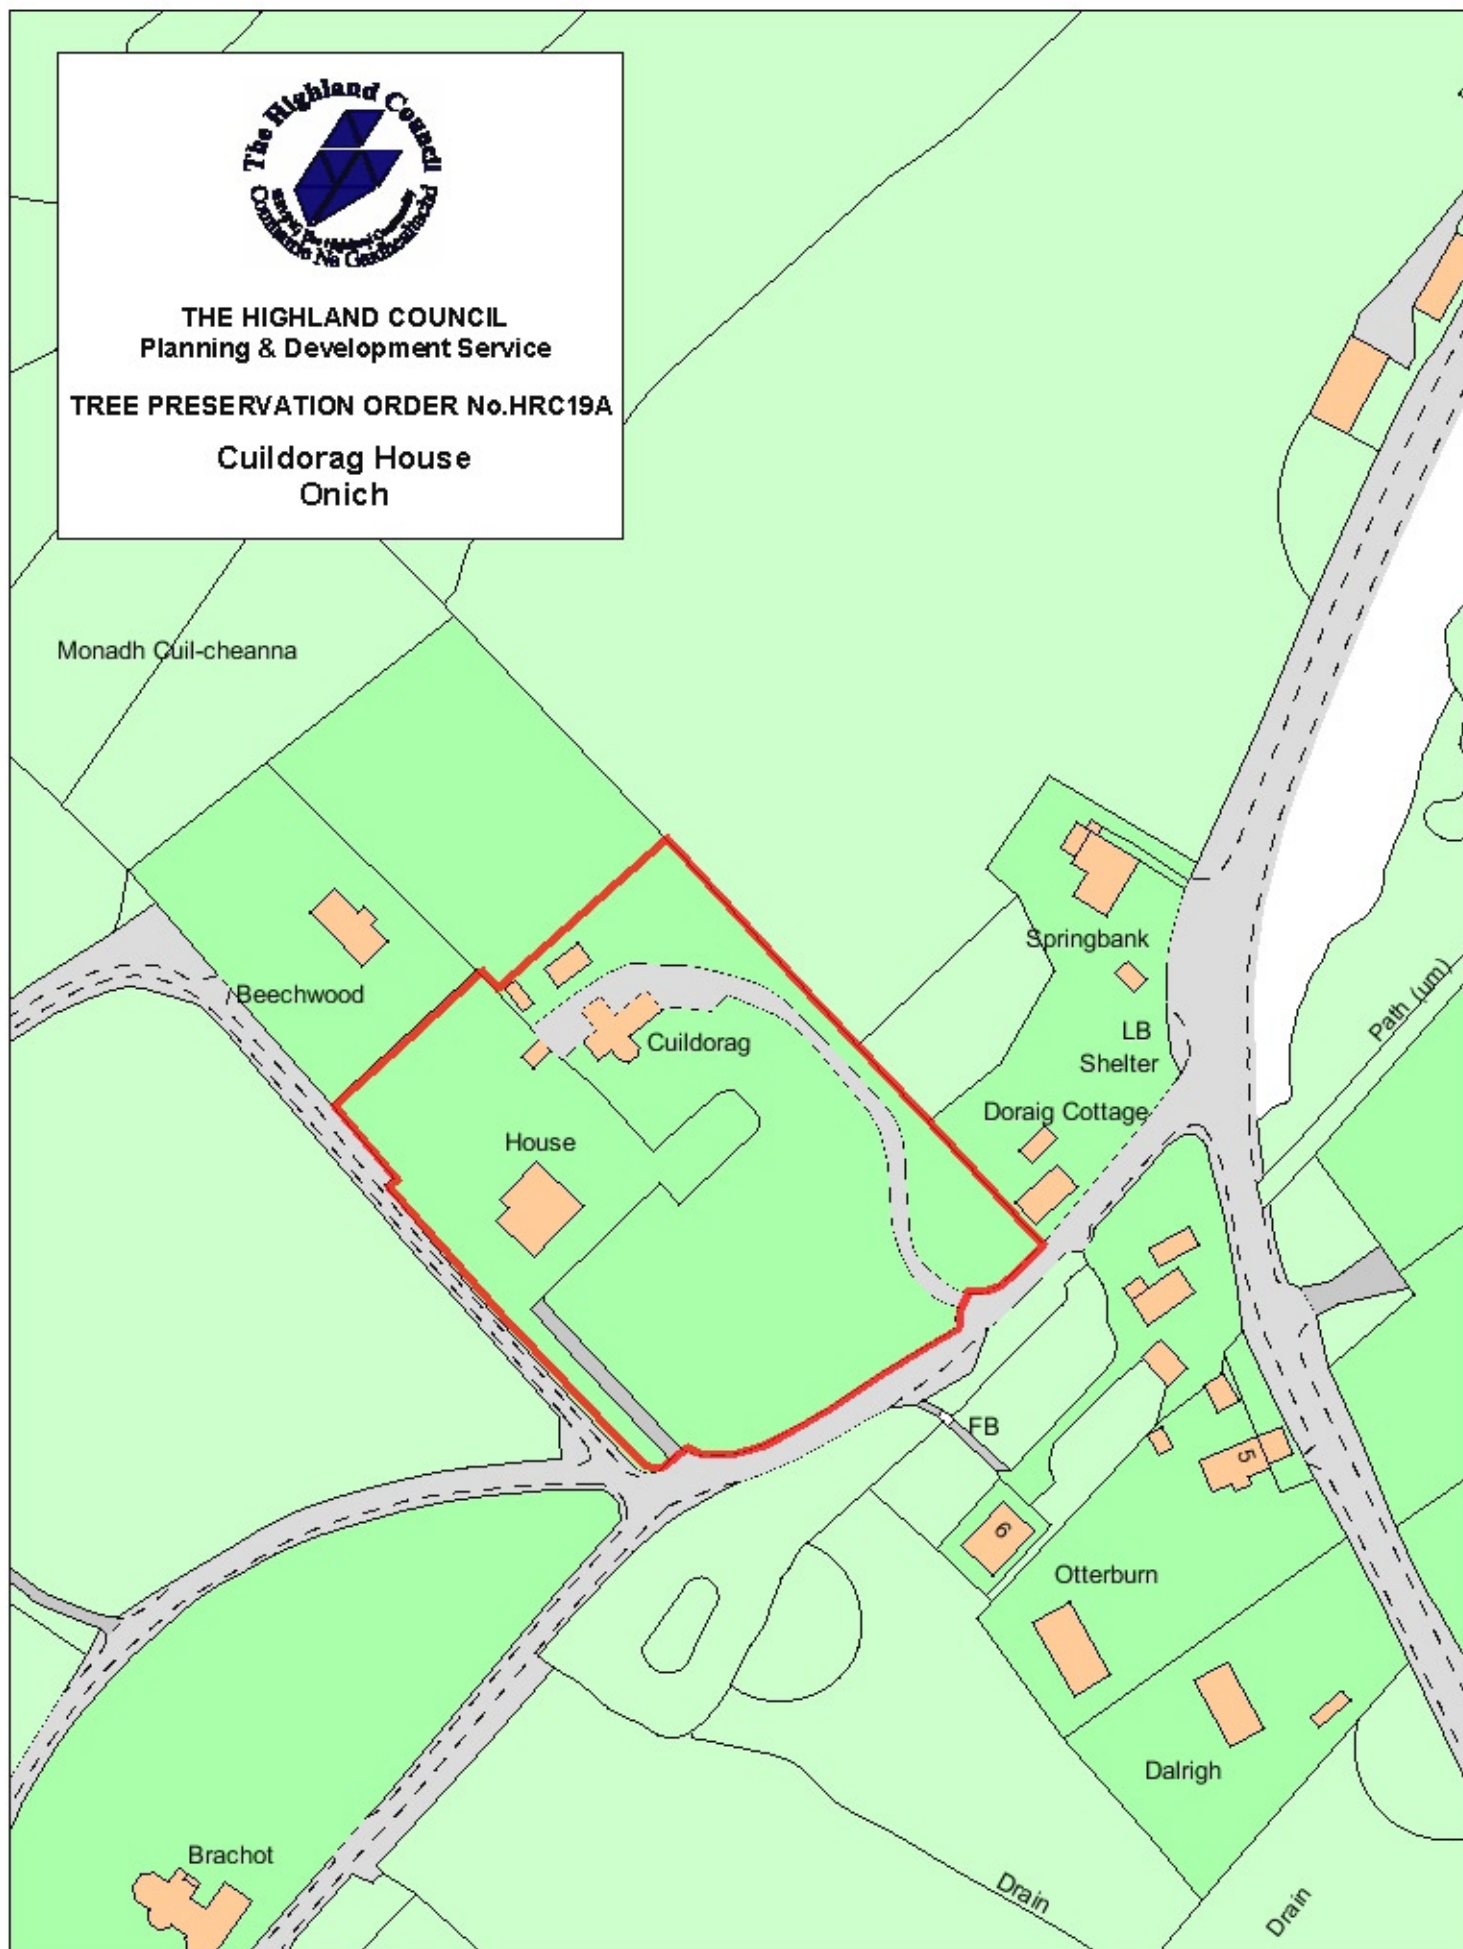 The Highland Council
Comhairle Na Gaidhealtachd
THE HIGHLAND COUNCIL
Planning & Development Service
TREE PRESERVATION ORDER No.HRC19A
Cuildorag House
Onich
Monadh Cuil-cheanna
Springbank
Beechwood
Path (um)
LB
Cuildorag
Shelter
Doraig Cottage
House
FB
5
6
Otterburn
Dalrigh
Brachot
Drain
Drain